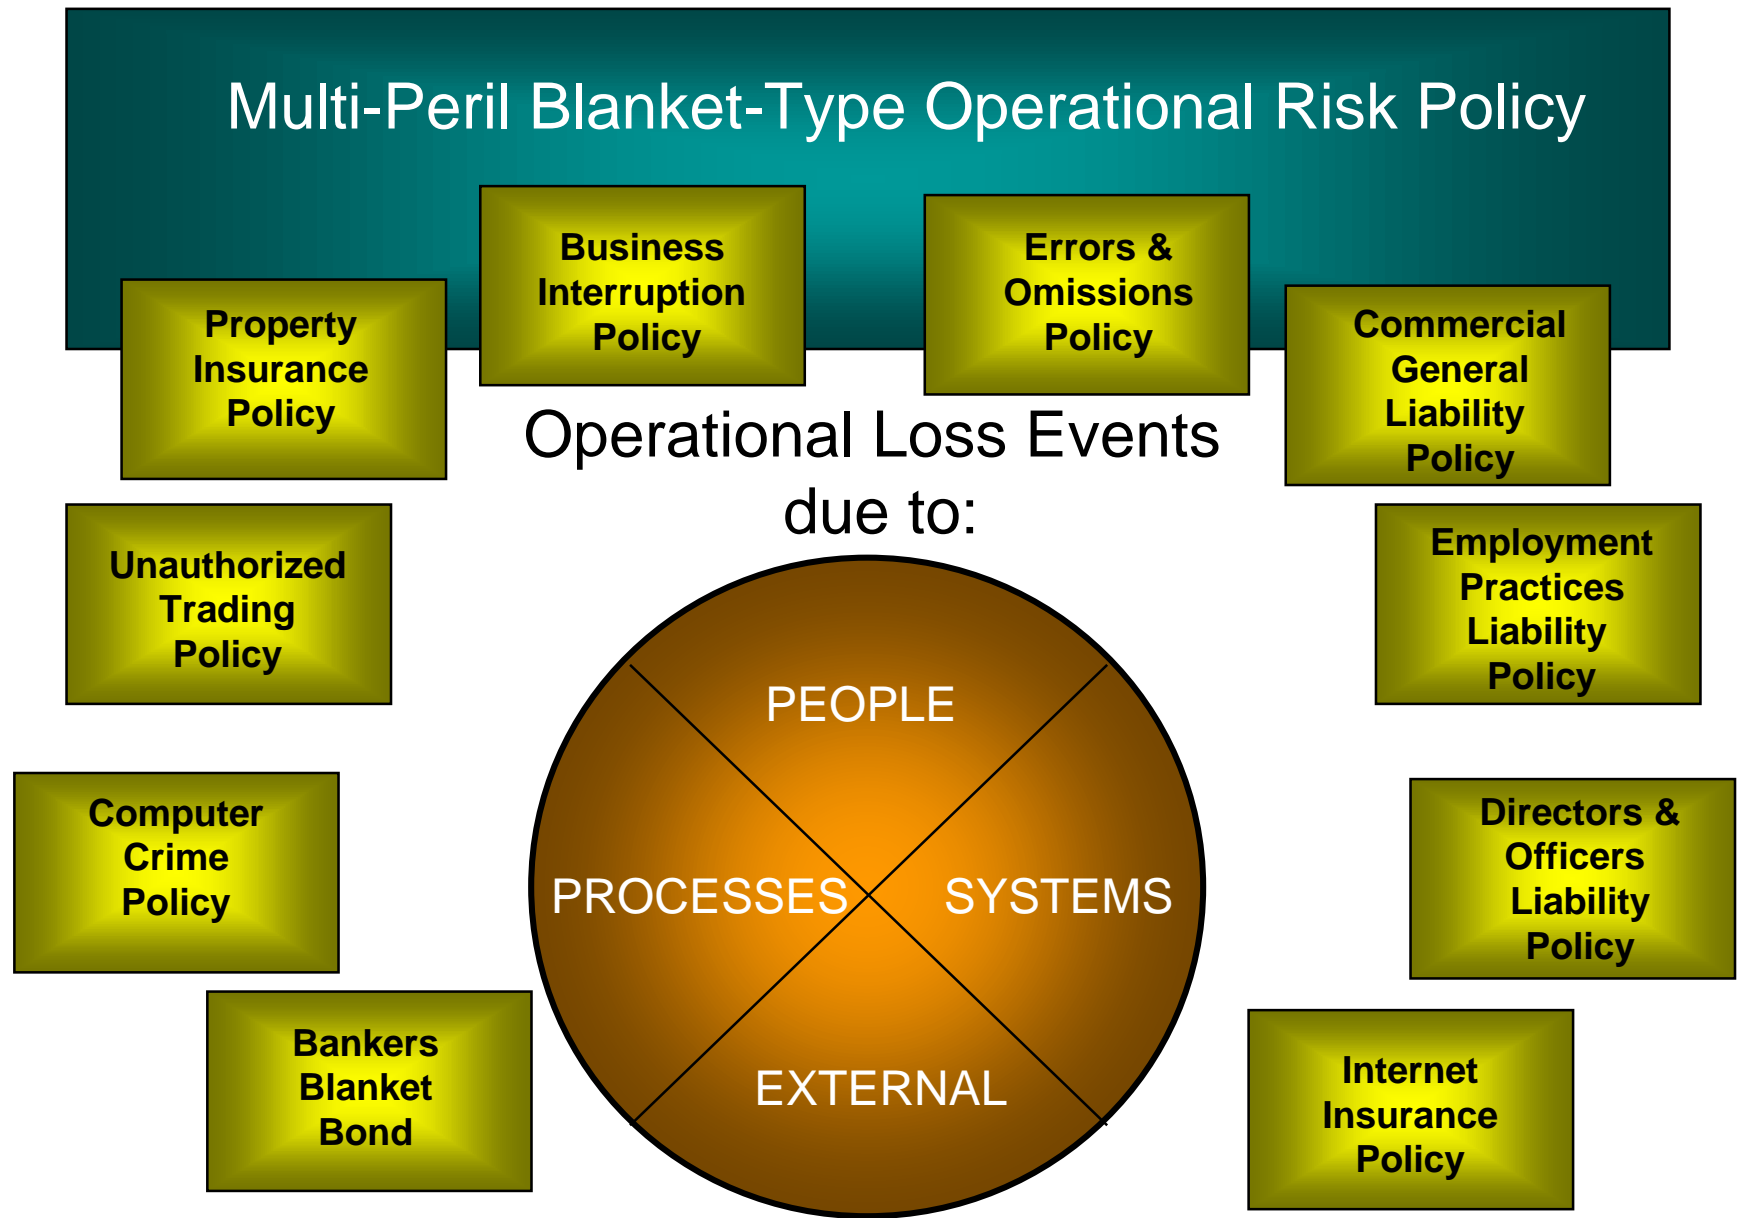 Multi-Peril Blanket-Type Operational Risk Policy
Business
Interruption
Policy
Errors &
Omissions
Policy
Property
Insurance
Policy
Commercial
General
Liability
Policy
Operational Loss Events
due to:
Unauthorized
Trading
Policy
Employment
Practices
Liability
Policy
PEOPLE
Computer
Crime
Policy
PROCESSES
SYSTEMS
Directors &
Officers
Liability
Policy
Bankers
Blanket
Bond
EXTERNAL
Internet
Insurance
Policy